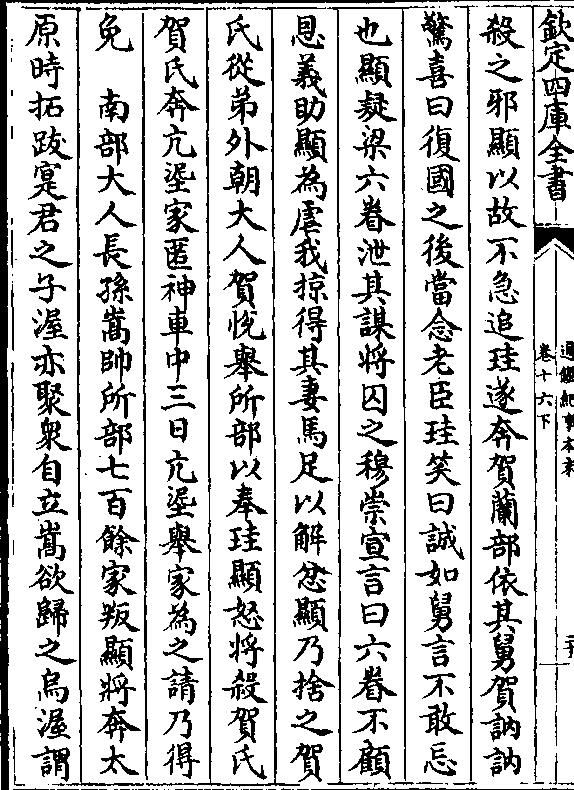 欽定四庫全書
通鑑紀事本末
卷十六下
殺之邪顯以故不急追珪遂奔賀蘭部依其舅賀訥訥
驚喜曰復國之後當念老臣珪笑曰誠如舅言不敢忘
也顯疑梁六眷泄其謀將囚之穆崇宣言曰六眷不顧
恩義助顯為虐我掠得其妻馬足以解忿顯乃捨之賀
氏從弟外朝大人賀悅舉所部以奉珪顯怒將殺賀氏
賀氏奔亢埿家匿神車中三日亢埿舉家為之請乃得
免　南部大人長孫嵩帥所部七百餘家叛顯將奔太
原時拓跋寔君之子渥亦聚衆自立嵩欲歸之烏渥謂